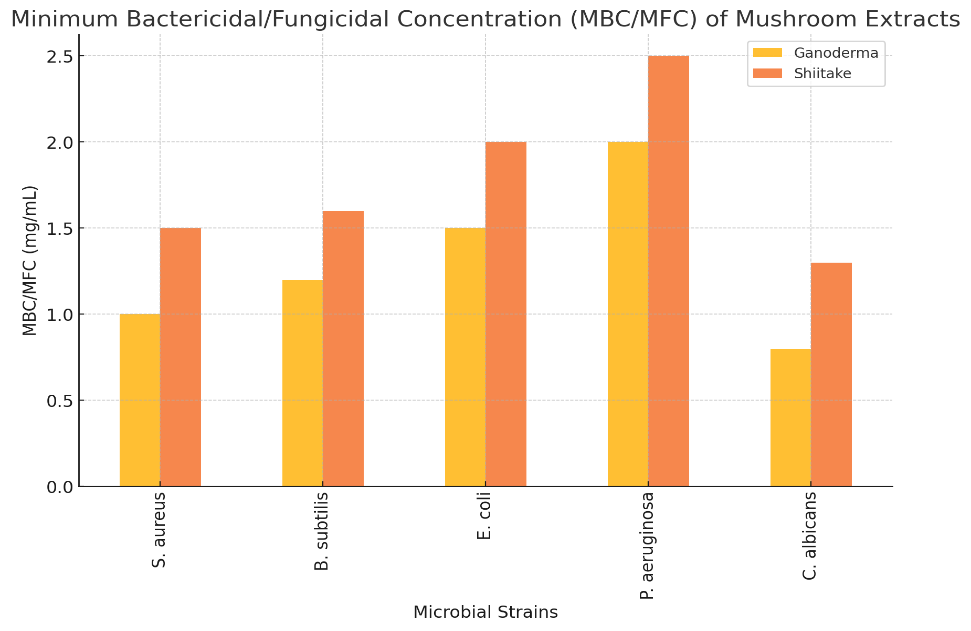 Minimum Bactericidal/Fungicidal Concentration (MBC/MFC) of Mushroom Extracts
Ganoderma
Shiitake
MBC/MFC (mg/mL)
2.5
2.0
1.5
1.0
0.5
0.0
S. aureus
B. subtilis
E. coli
P. aeruginosa
C. albicans
Microbial Strains